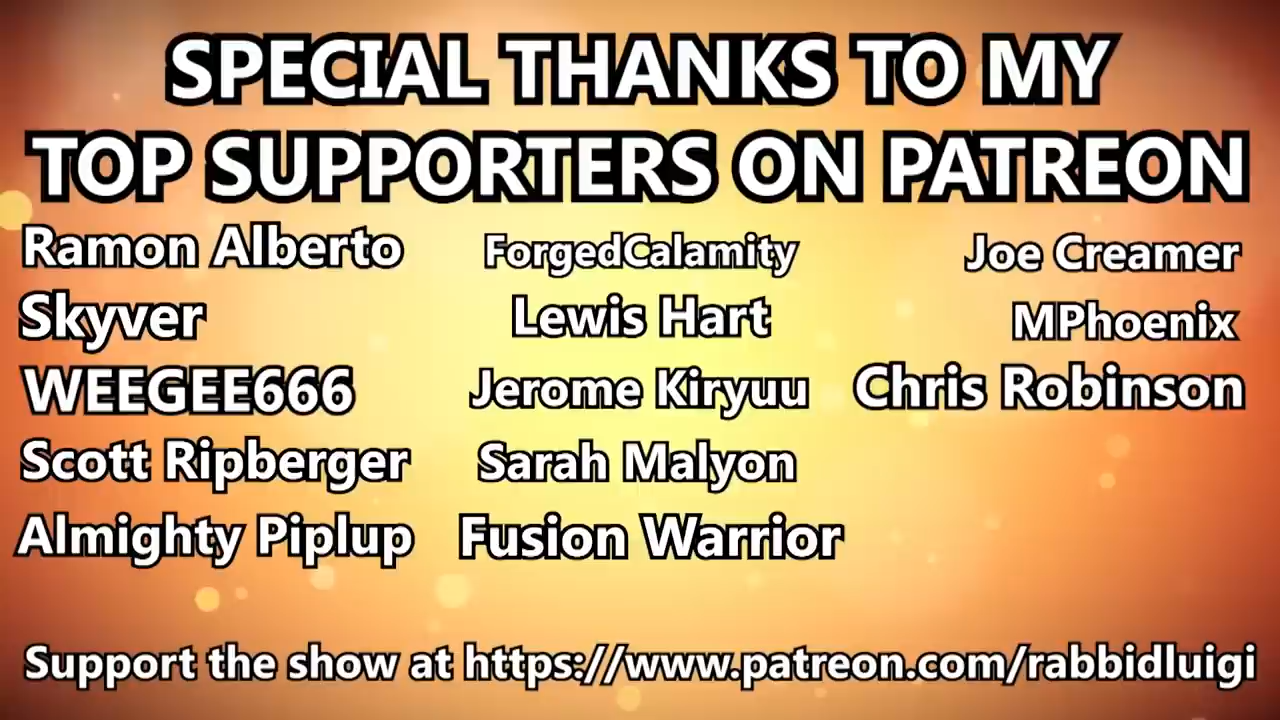 SPECIAL THANKS TO MY
TOP SUPPORTERS ON PATREON
Ramon Alberto
Skyver
WEEGEE666
Scott Ripberger
Almighty Piplup
ForgedCalamity
Lewis Hart
Jerome Kiryuu
Sarah Malyon
Fusion Warrior
Joe Creamer
MPhoenix
Chris Robinson
Support the show at https://www.patreon.com/rabbidluigi